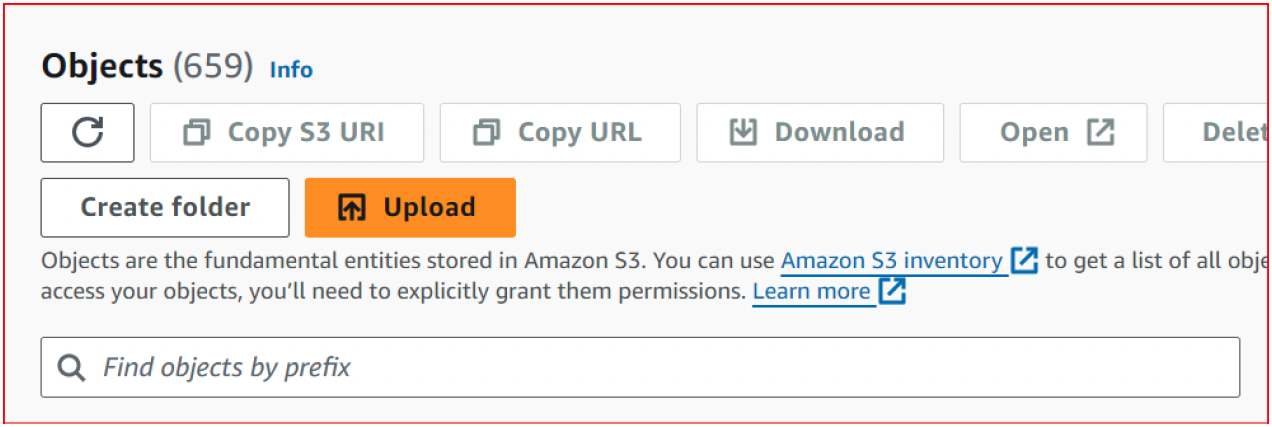 Objects (659) Info
Copy S3 URI Copy URL Download Open
Create folder Upload
Objects are the fundamental entities stored in Amazon S3. You can use Amazon S3 inventory to get a list of all
access your objects, you’ll need to explicitly grant them permissions. Learn more
Find objects by prefix